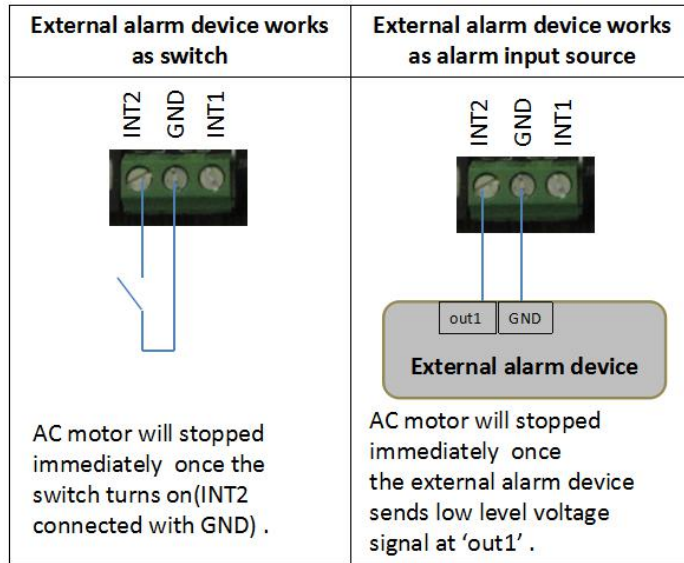 External alarm device works
as switch
INT2
GND
INT1
AC motor will stopped
immediately once the
switch turns on(INT2
connected with GND) .
External alarm device works
as alarm input source
INT2
GND
INT1
out1
GND
External alarm device
AC motor will stopped
immediately once
the external alarm device
sends low level voltage
signal at ‘out1’ .